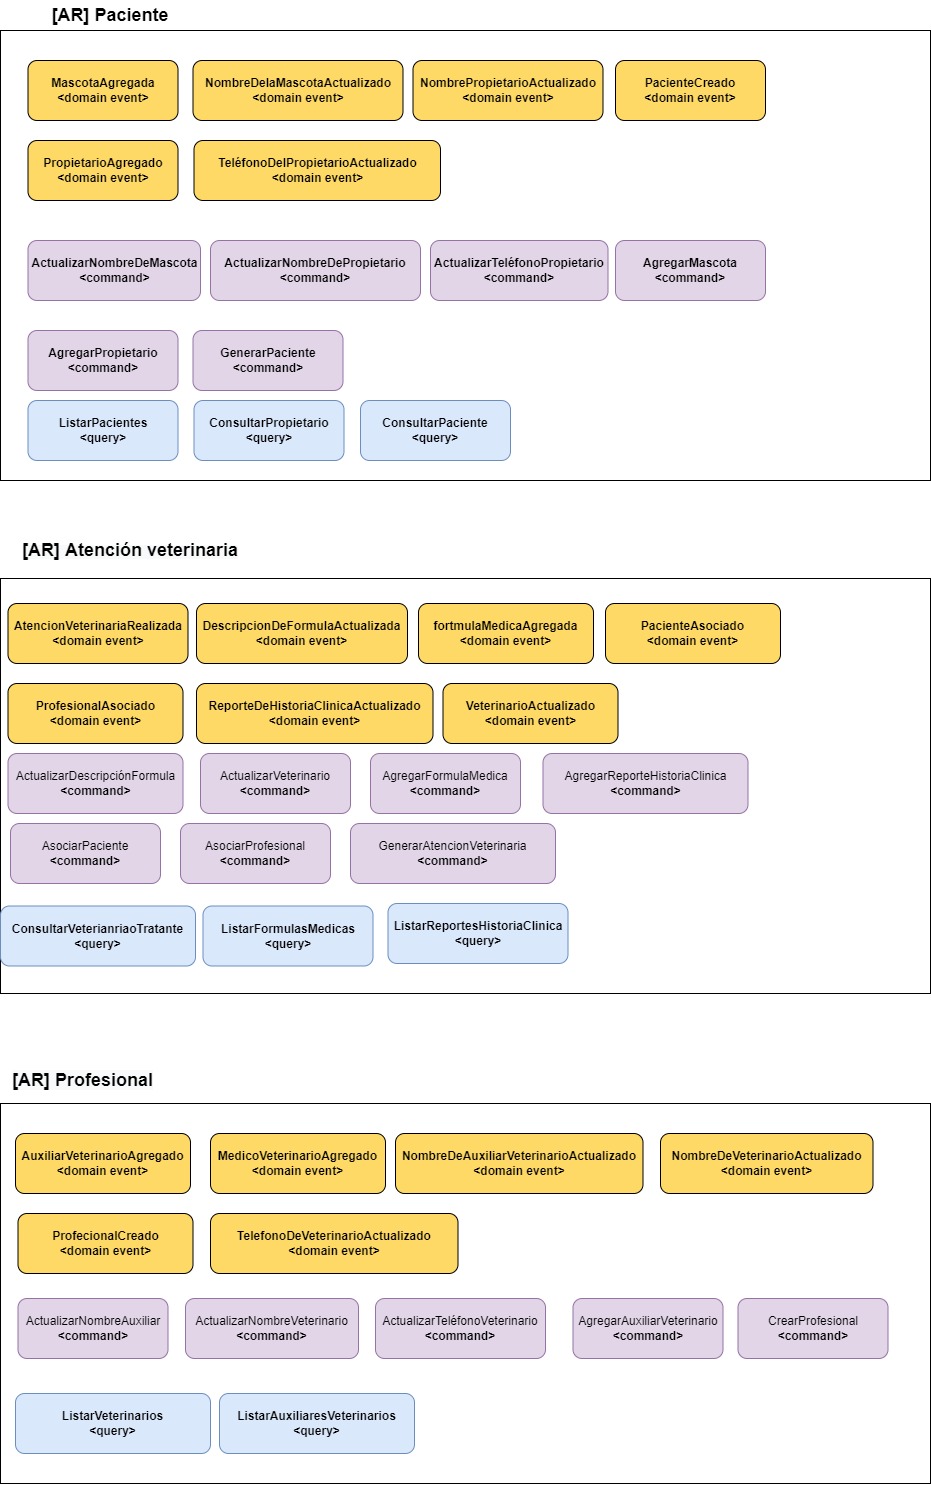 [AR] Paciente
MascotaAgregada
<domain event>
NombreDelaMascotaActualizado
<domain event>
NombrePropietarioActualizado
<domain event>
PacienteCreado
<domain event>
PropietarioAgregado
<domain event>
TeléfonoDelPropietarioActualizado
<domain event>
ActualizarNombreDeMascota
<command>
ActualizarNombreDePropietario
<command>
ActualizarTeléfonoPropietario
<command>
AgregarMascota
<command>
AgregarPropietario
<command>
GenerarPaciente
<command>
ListarPacientes
<query>
ConsultarPropietario
<query>
ConsultarPaciente
<query>
[AR] Atención veterinaria
AtencionVeterinariaRealizada
<domain event>
DescripcionDeFormulaActualizada
<domain event>
fortmulaMedicaAgregada
<domain event>
PacienteAsociado
<domain event>
ProfesionalAsociado
<domain event>
ReporteDeHistoriaClinicaActualizado
<domain event>
VeterinarioActualizado
<domain event>
ActualizarDescripciónFormula
<command>
ActualizarVeterinario
<command>
AgregarFormulaMedica
<command>
AgregarReporteHistoriaClinica
<command>
AsociarPaciente
<command>
AsociarProfesional
<command>
GenerarAtencionVeterinaria
<command>
ConsultarVeterianriaoTratante
<query>
ListarFormulasMedicas
<query>
ListarReportesHistoriaClinica
<query>
[AR] Profesional
AuxiliarVeterinarioAgregado
<domain event>
MedicoVeterinarioAgregado
<domain event>
NombreDeAuxiliarVeterinarioActualizado
<domain event>
NombreDeVeterinarioActualizado
<domain event>
ProfecionalCreado
<domain event>
TelefonoDeVeterinarioActualizado
<domain event>
ActualizarNombreAuxiliar
<command>
ActualizarNombreVeterinario
<command>
ActualizarTeléfonoVeterinario
<command>
AgregarAuxiliarVeterinario
<command>
CrearProfesional
<command>
ListarVeterinarios
<query>
ListarAuxiliaresVeterinarios
<query>